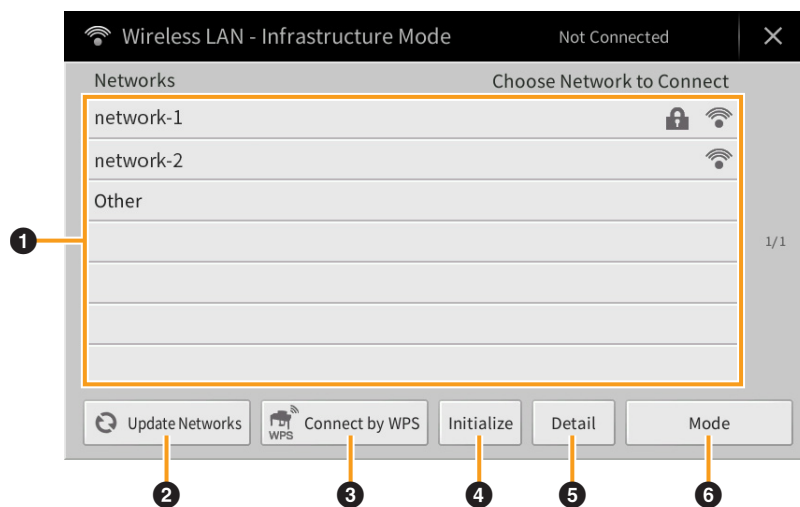 Wireless LAN - Infrastructure Mode Not Connected
Networks Choose Network to Connect
network-1
network-2
Other
1
1/1
Update Networks WPS Connect by WPS Initialize Detail Mode
2 3 4 5 6